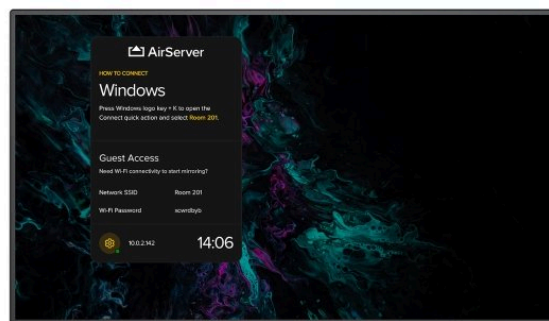 AirServer
HOW TO CONNECT
Windows
Press Windows logo key + K to open the
Connect quick action and select Room 201.
Guest Access
Need Wi-Fi connectivity to start mirroring?
Network SSID Room 201
Wi-Fi Password xcwrdbyb
10.0.2.142 14:06